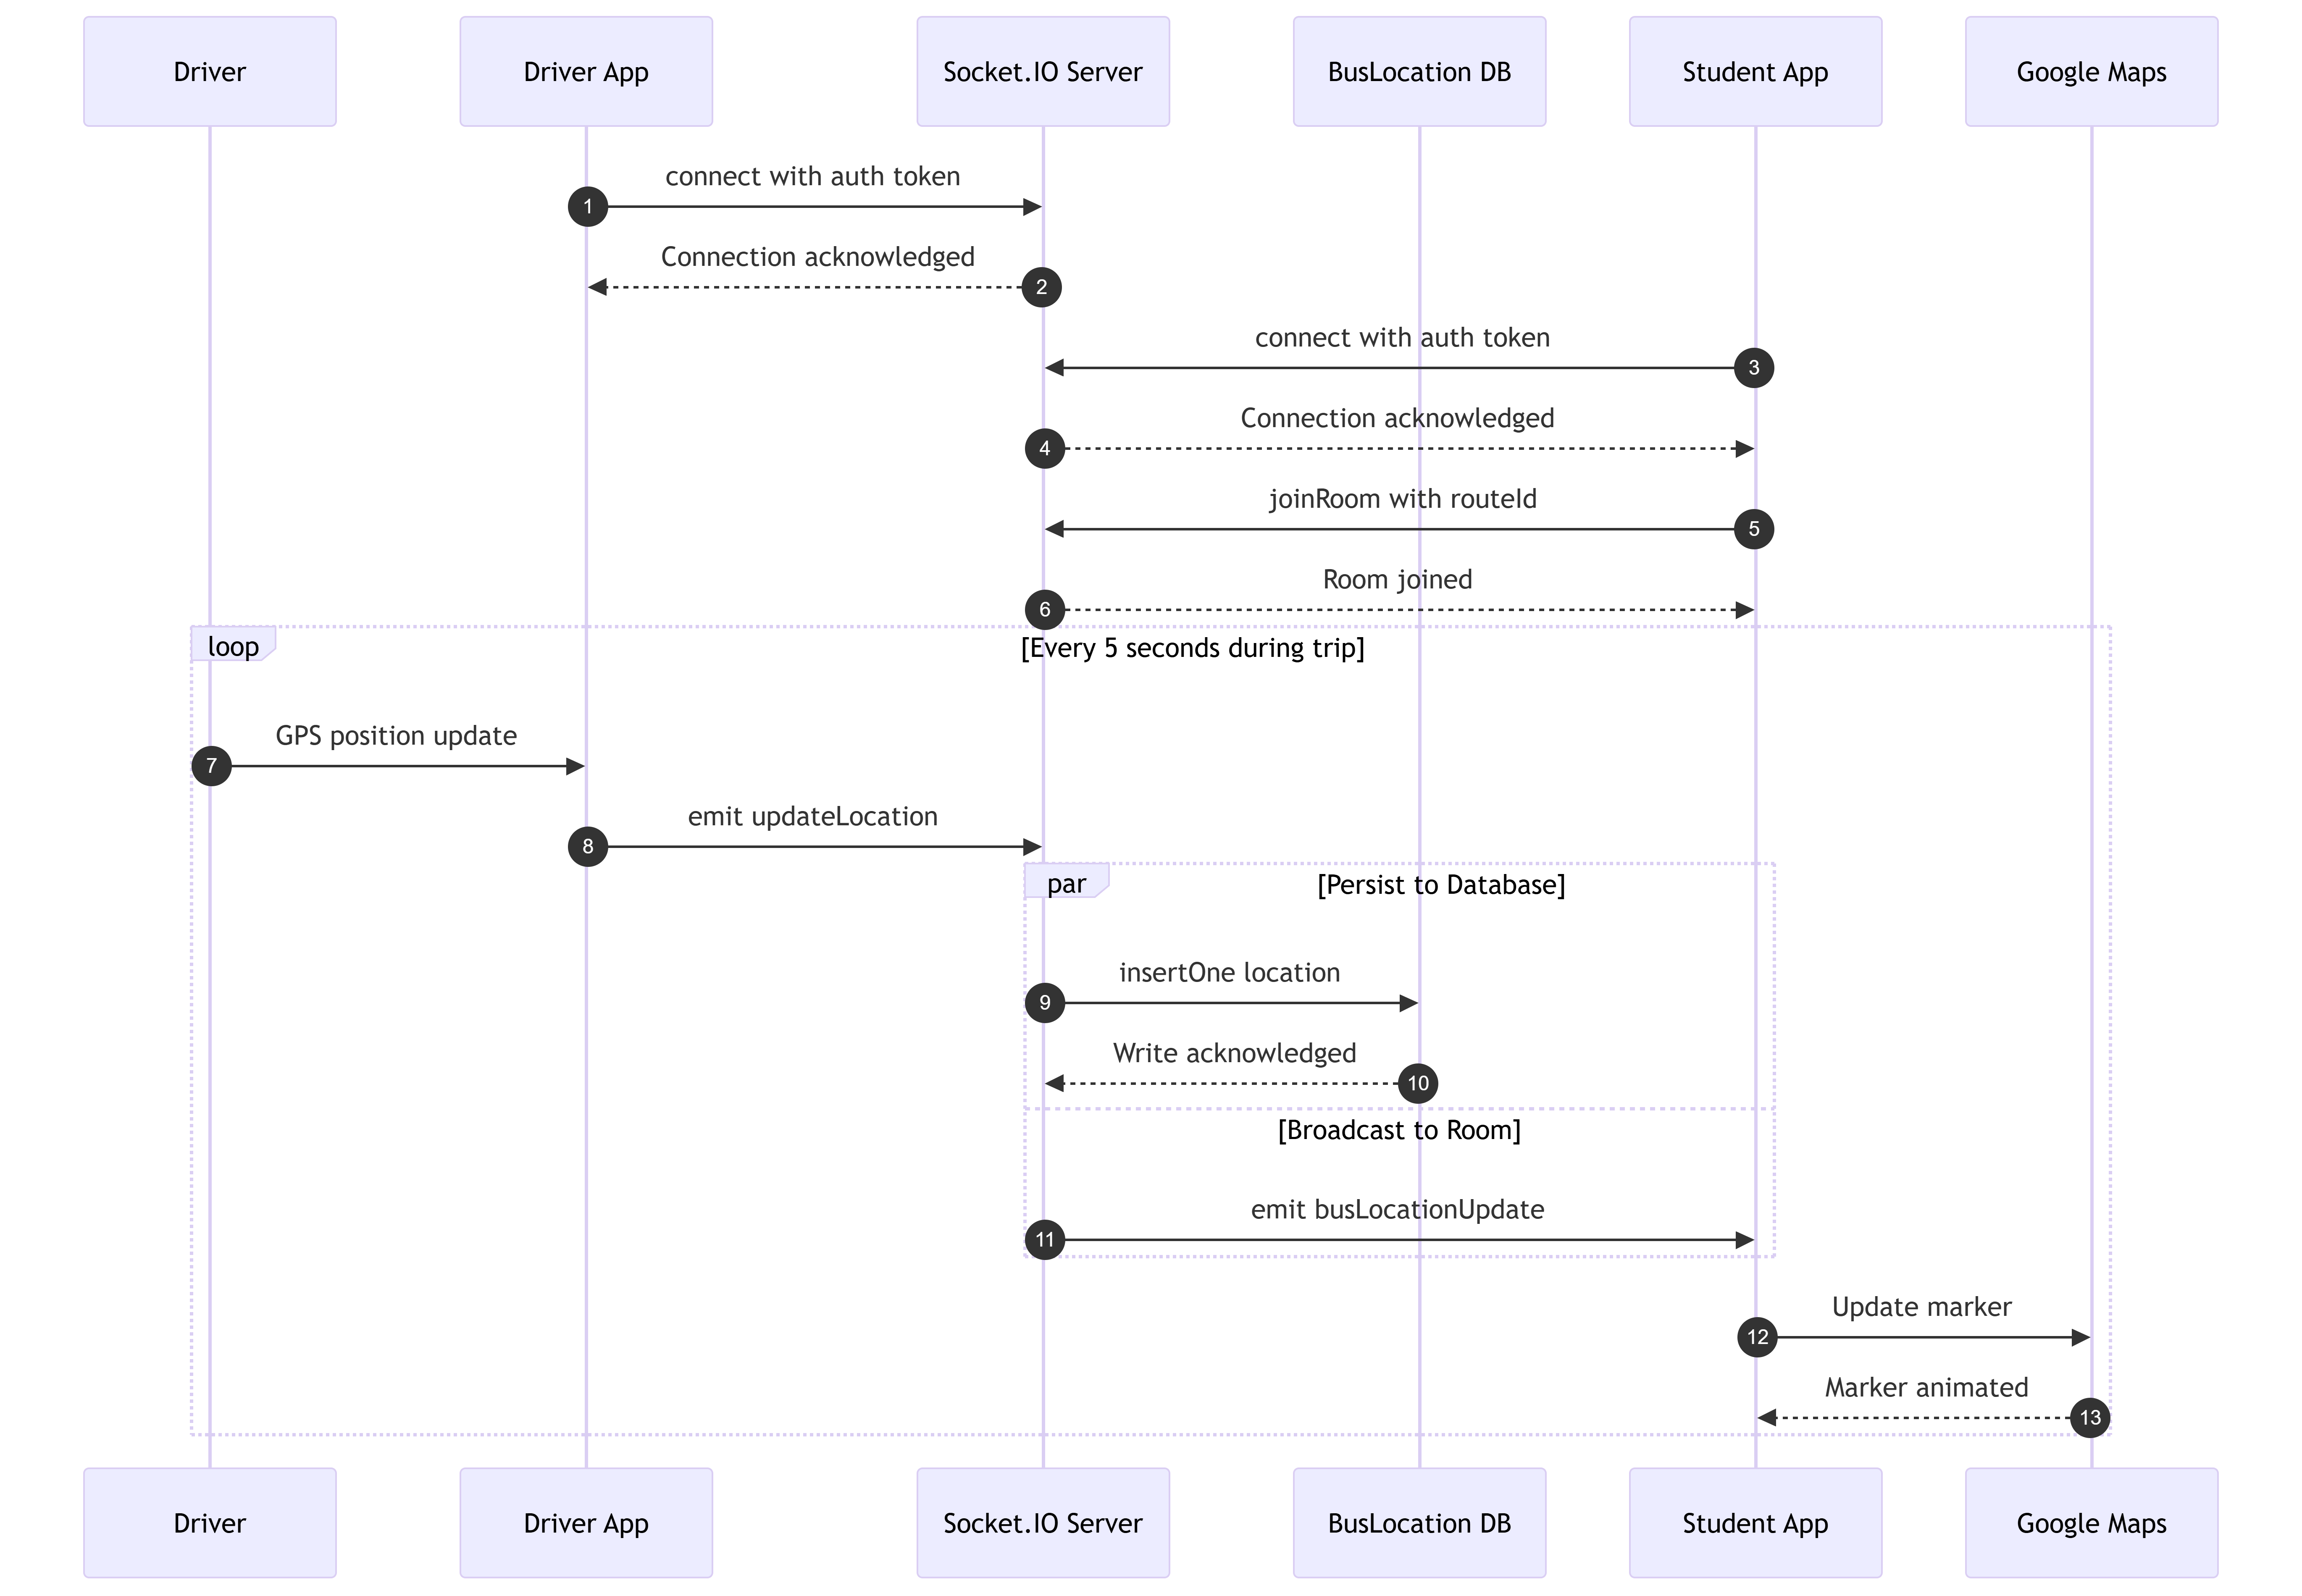 Driver
Driver App
Socket.IO Server
BusLocation DB
Student App
Google Maps
connect with auth token
1
Connection acknowledged
2
connect with auth token
3
Connection acknowledged
4
joinRoom with routeId
5
Room joined
6
loop
[Every 5 seconds during trip]
GPS position update
7
emit updateLocation
8
par
[Persist to Database]
insertOne location
9
Write acknowledged
10
[Broadcast to Room]
emit busLocationUpdate
11
Update marker
12
Marker animated
13
Driver
Driver App
Socket.IO Server
BusLocation DB
Student App
Google Maps